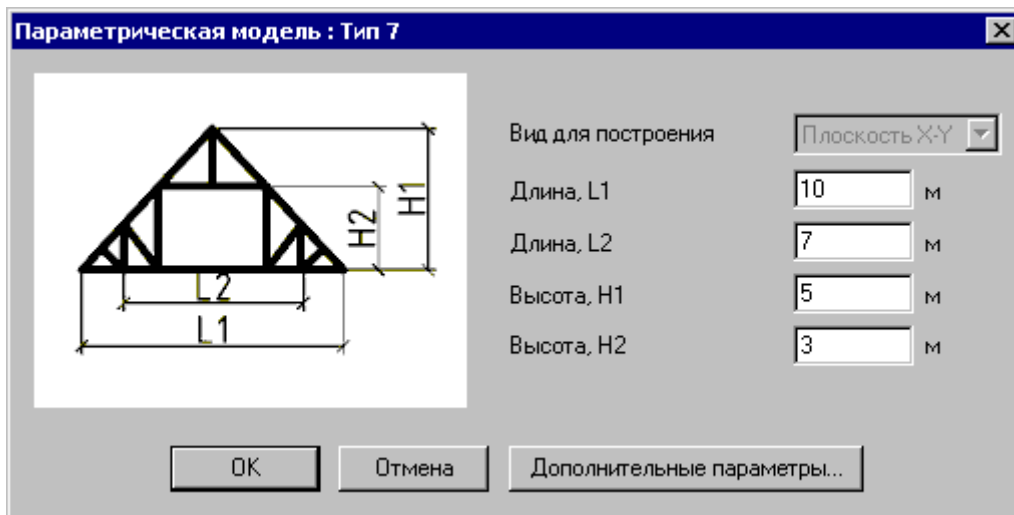 Параметрическая модель : Тип 7
H1
H2
L2
L1
Вид для построения
Плоскость X-Y
Длина, L1
10
м
Длина, L2
7
м
Высота, H1
5
м
Высота, H2
3
м
OK
Отмена
Дополнительные параметры...